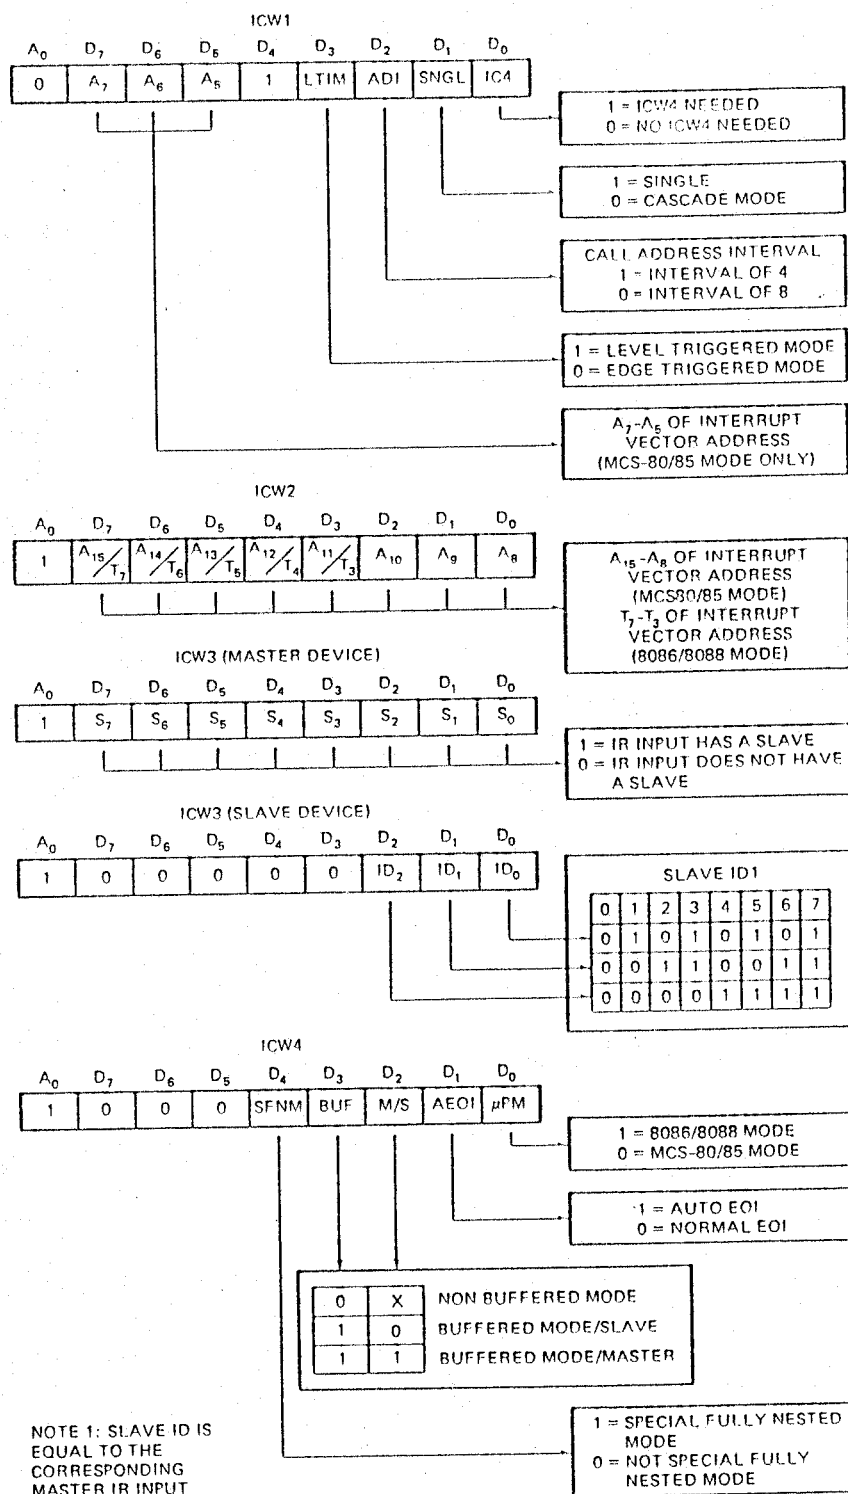 ICW1
A0 D7 D6 D5 D4 D3 D2 D1 D0
0 A7 A6 A5 1 LTIM ADI SNGL IC4
1 = ICW4 NEEDED
0 = NO ICW4 NEEDED
1 = SINGLE
0 = CASCADE MODE
CALL ADDRESS INTERVAL
1 = INTERVAL OF 4
0 = INTERVAL OF 8
1 = LEVEL TRIGGERED MODE
0 = EDGE TRIGGERED MODE
A7-A5 OF INTERRUPT
VECTOR ADDRESS
(MCS-80/85 MODE ONLY)
ICW2
A0 D7 D6 D5 D4 D3 D2 D1 D0
1 A15/T7 A14/T6 A13/T5 A12/T4 A11/T3 A10 A9 A8
A15-A8 OF INTERRUPT
VECTOR ADDRESS
(MCS80/85 MODE)
T7-T3 OF INTERRUPT
VECTOR ADDRESS
(8086/8088 MODE)
ICW3 (MASTER DEVICE)
A0 D7 D6 D5 D4 D3 D2 D1 D0
1 S7 S6 S5 S4 S3 S2 S1 S0
1 = IR INPUT HAS A SLAVE
0 = IR INPUT DOES NOT HAVE
A SLAVE
ICW3 (SLAVE DEVICE)
A0 D7 D6 D5 D4 D3 D2 D1 D0
1 0 0 0 0 0 ID2 ID1 ID0
SLAVE ID1
0 1 2 3 4 5 6 7
0 1 0 1 0 1 0 1
0 0 1 1 0 0 1 1
0 0 0 0 1 1 1 1
ICW4
A0 D7 D6 D5 D4 D3 D2 D1 D0
1 0 0 0 SFNM BUF M/S AEOI μPM
1 = 8086/8088 MODE
0 = MCS-80/85 MODE
1 = AUTO EOI
0 = NORMAL EOI
0 X NON BUFFERED MODE
1 0 BUFFERED MODE/SLAVE
1 1 BUFFERED MODE/MASTER
1 = SPECIAL FULLY NESTED
MODE
0 = NOT SPECIAL FULLY
NESTED MODE
NOTE 1: SLAVE ID IS
EQUAL TO THE
CORRESPONDING
MASTER IR INPUT